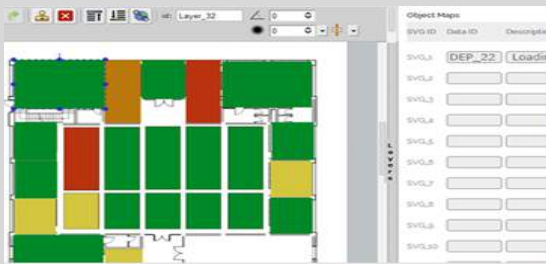 id: Layer_32
0
0
Object Maps
SVG ID Data ID Descripti
SVG_1 DEP_22 Loadin
SVG_2
SVG_3
SVG_4
SVG_5
SVG_6
SVG_7
SVG_8
SVG_9
SVG_10